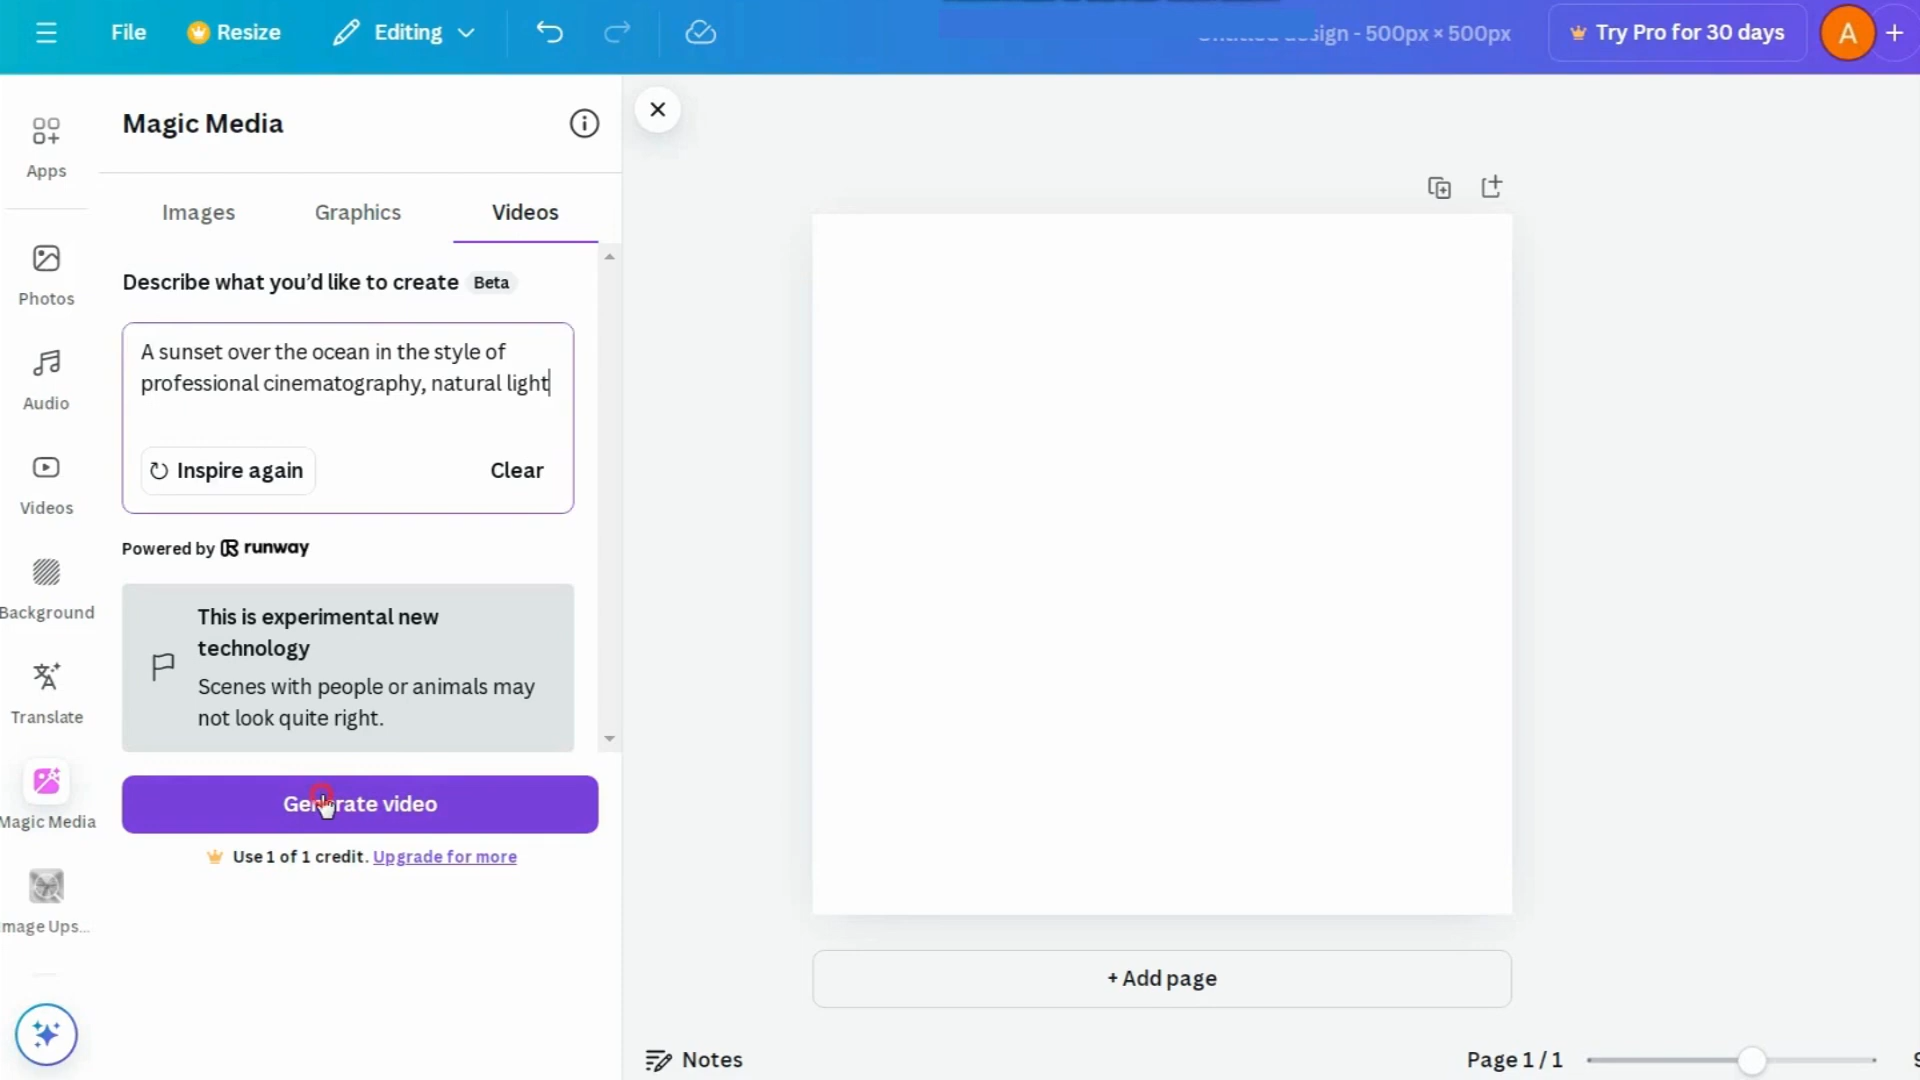 File
Resize
Editing
design - 500px × 500px
Try Pro for 30 days
A
Apps
Photos
Audio
Videos
Background
Translate
Magic Media
mage Ups...
Magic Media
Images
Graphics
Videos
Describe what you'd like to create Beta
A sunset over the ocean in the style of
professional cinematography, natural light
Inspire again
Clear
Powered by runway
This is experimental new
technology
Scenes with people or animals may
not look quite right.
Generate video
Use 1 of 1 credit. Upgrade for more
+ Add page
Notes
Page 1 / 1